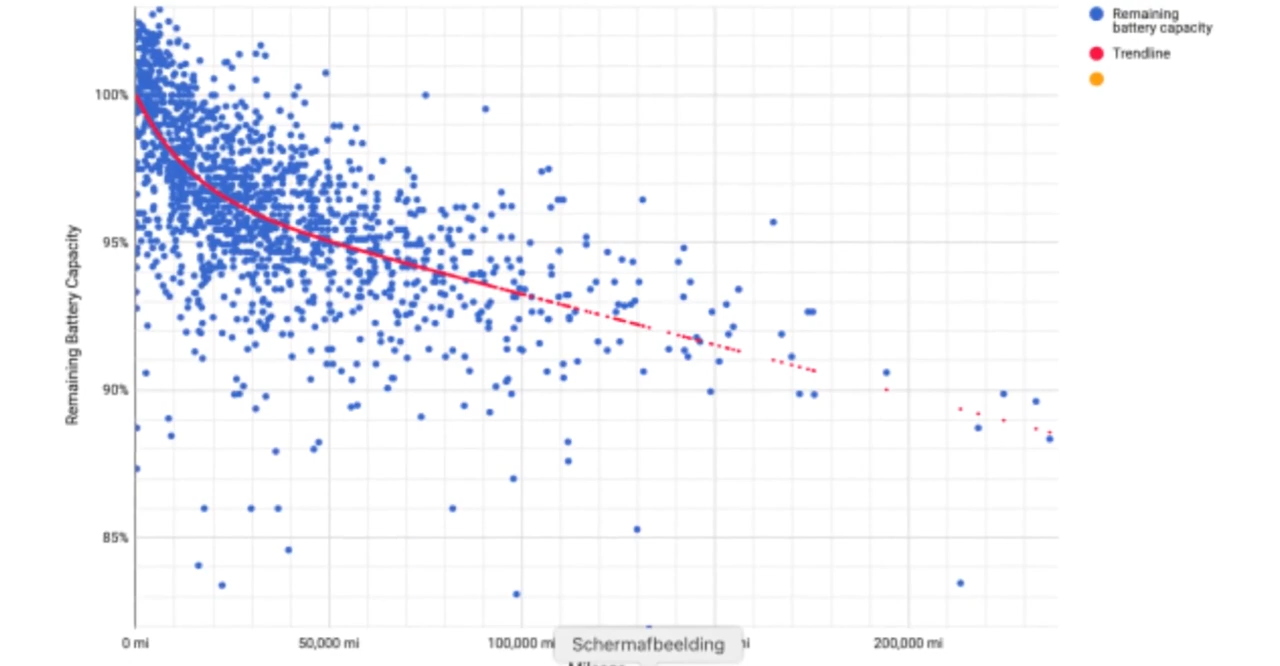 Remaining
battery capacity
Trendline
100%
95%
90%
85%
Remaining Battery Capacity
0 mi
50,000 mi
100,000 mi
200,000 mi
Schermafbeelding